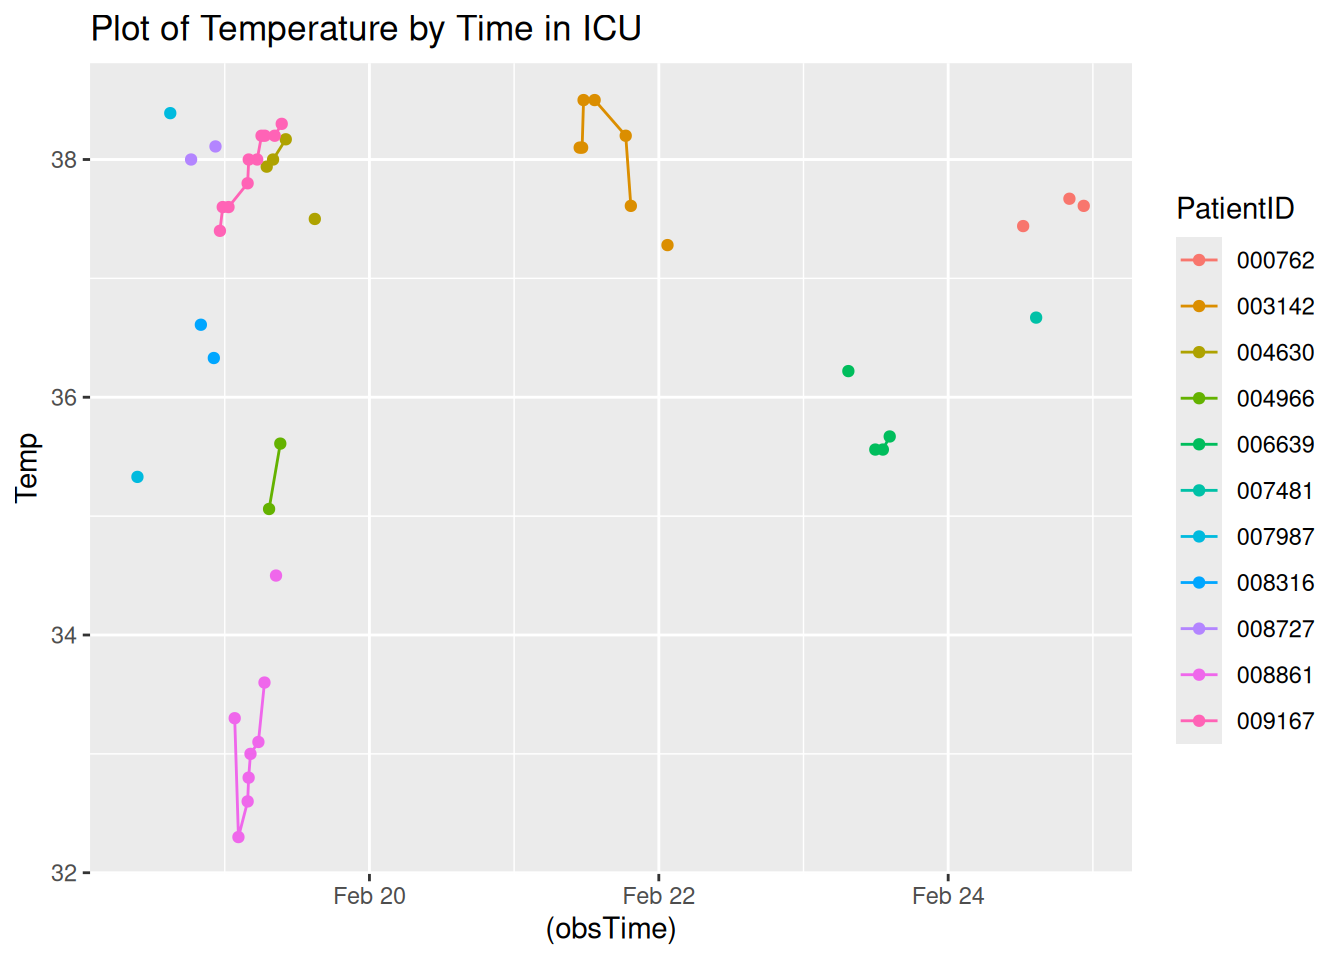 Plot of Temperature by Time in ICU
38
36
34
32
Temp
Feb 20
Feb 22
Feb 24
(obsTime)
PatientID
000762
003142
004630
004966
006639
007481
007987
008316
008727
008861
009167